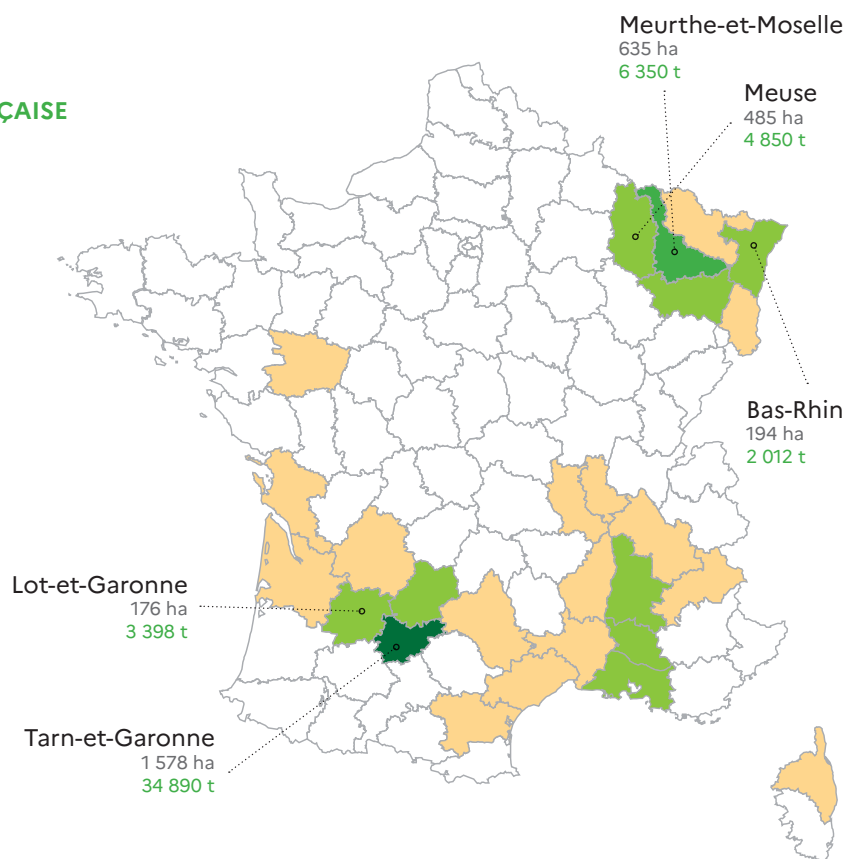 ÇAISE
Meurthe-et-Moselle
635 ha
6 350 t
Meuse
485 ha
4 850 t
Bas-Rhin
194 ha
2 012 t
Lot-et-Garonne
176 ha
3 398 t
Tarn-et-Garonne
1 578 ha
34 890 t